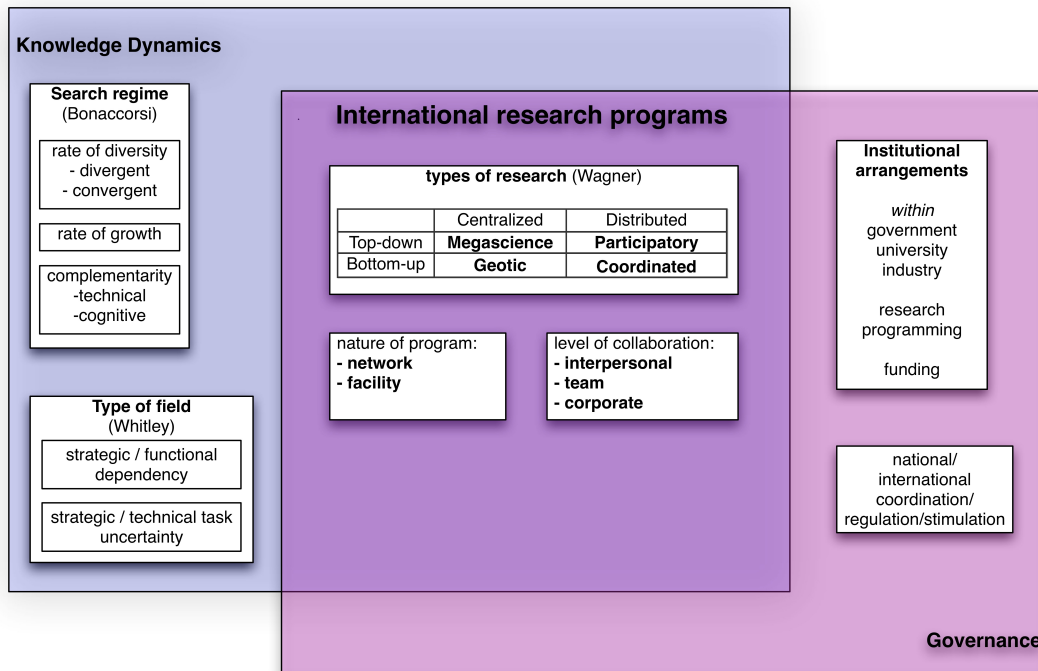 Knowledge Dynamics
Search regime
(Bonaccorsi)
rate of diversity
- divergent
- convergent
rate of growth
complementarity
-technical
-cognitive
Type of field
(Whitley)
strategic / functional
dependency
strategic / technical task
uncertainty
International research programs
types of research (Wagner)
Centralized Distributed
Top-down Megascience Participatory
Bottom-up Geotic Coordinated
nature of program:
- network
- facility
level of collaboration:
- interpersonal
- team
- corporate
Institutional
arrangements
within
government
university
industry
research
programming
funding
national/
international
coordination/
regulation/stimulation
Governance